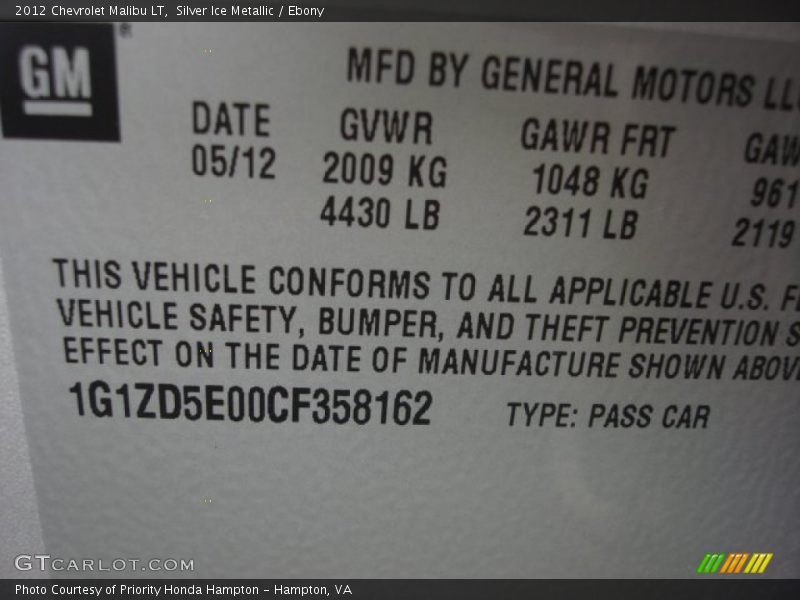 2012 Chevrolet Malibu LT, Silver Ice Metallic / Ebony
GM
MFD BY GENERAL MOTORS
DATE GVWR GAWR FRT
05/12 2009 KG 1048 KG 961
4430 LB 2311 LB 2119
THIS VEHICLE CONFORMS TO ALL APPLICABLE U.S.
VEHICLE SAFETY, BUMPER, AND THEFT PREVENTION
EFFECT ON THE DATE OF MANUFACTURE SHOWN
1G1ZD5E00CF358162 TYPE: PASS CAR
GTCARLOT.COM
Photo Courtesy of Priority Honda Hampton - Hampton, VA